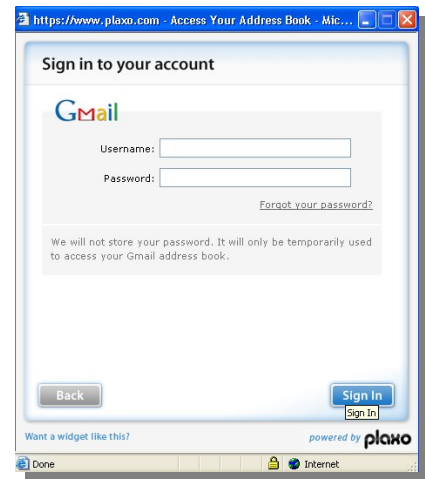 https://www.plaxo.com - Access Your Address Book - Mic...
Sign in to your account
Gmail
Username:
Password:
Forgot your password?
We will not store your password. It will only be temporarily used
to access your Gmail address book.
Back
Sign In
Sign In
Want a widget like this?
powered by plaxo
Done
Internet